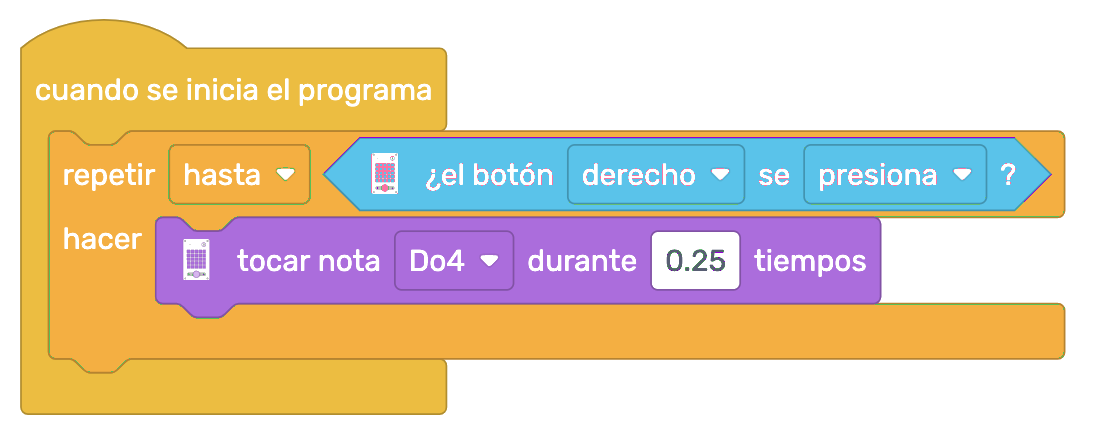 cuando se inicia el programa
repetir hasta ¿el botón derecho se presiona ?
hacer
tocar nota Do4 durante 0.25 tiempos